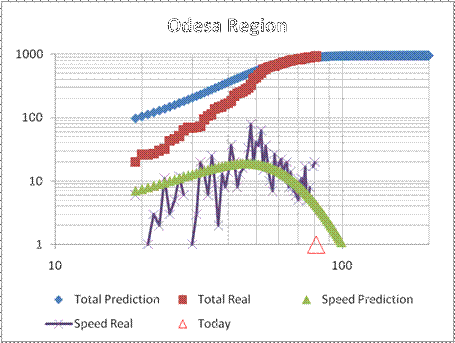 Odesa Region
1000
100
10
1
10 100
Total Prediction Total Real Speed Prediction
Speed Real Today